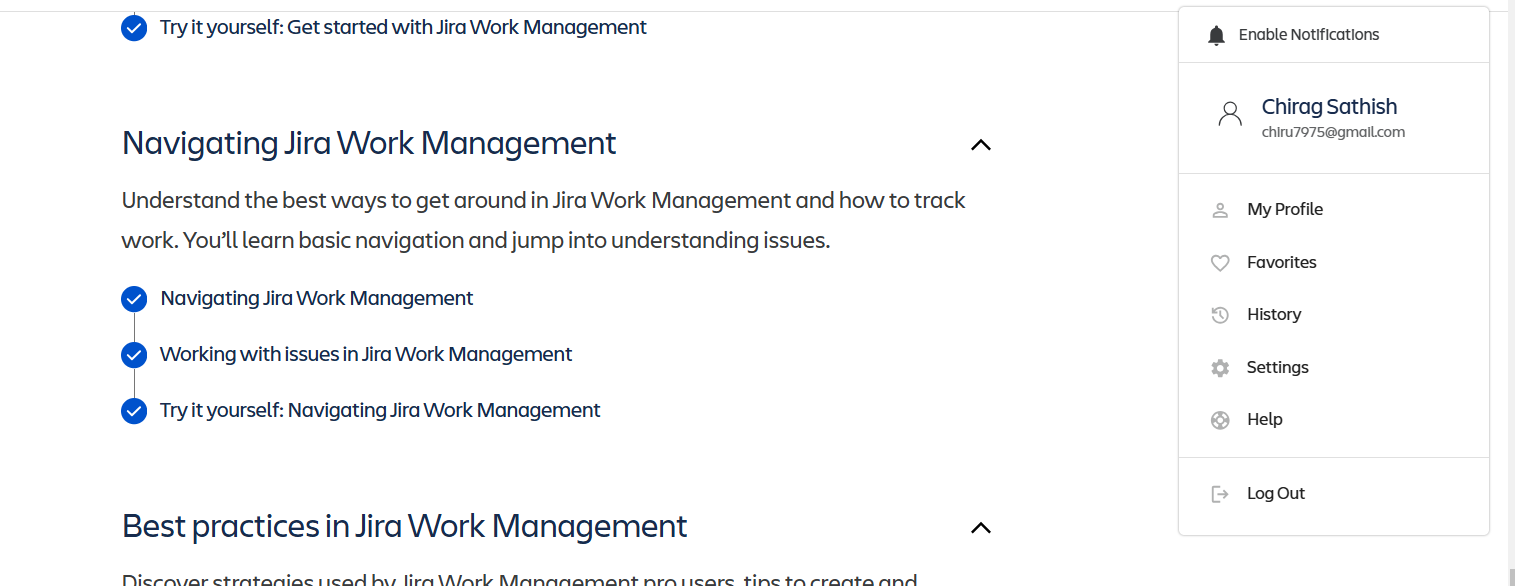 Try it yourself: Get started with Jira Work Management
Navigating Jira Work Management
Understand the best ways to get around in Jira Work Management and how to track
work. You’ll learn basic navigation and jump into understanding issues.
Navigating Jira Work Management
Working with issues in Jira Work Management
Try it yourself: Navigating Jira Work Management
Best practices in Jira Work Management
Discover strategies used by Jira Work Management pro users, tips to create and
Enable Notifications
Chirag Sathish
chiru7975@gmail.com
My Profile
Favorites
History
Settings
Help
Log Out